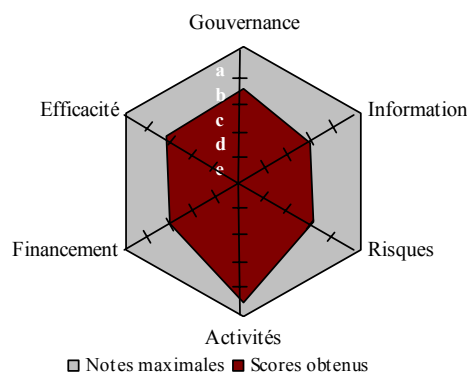 Gouvernance
a
b
c
d
e
Efficacité
Information
Financement
Risques
Activités
Notes maximales
Scores obtenus